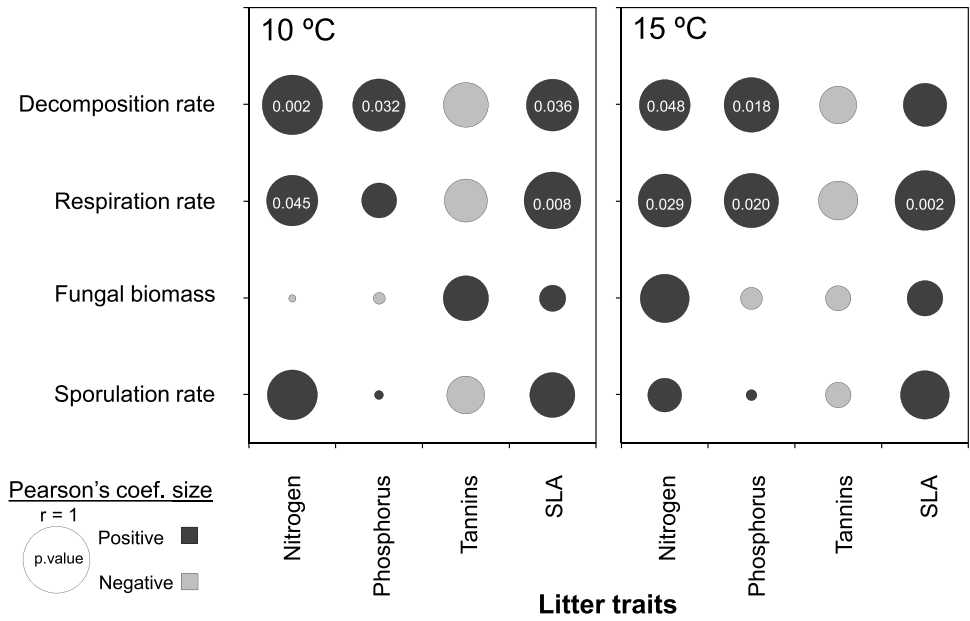 10 ºC
15 ºC
Decomposition rate
0.002
0.032
0.036
0.048
0.018
Respiration rate
0.045
0.008
0.029
0.020
0.002
Fungal biomass
Sporulation rate
Nitrogen
Phosphorus
Tannins
SLA
Nitrogen
Phosphorus
Tannins
SLA
Litter traits
Pearson's coef. size
r = 1
p.value
Positive
Negative